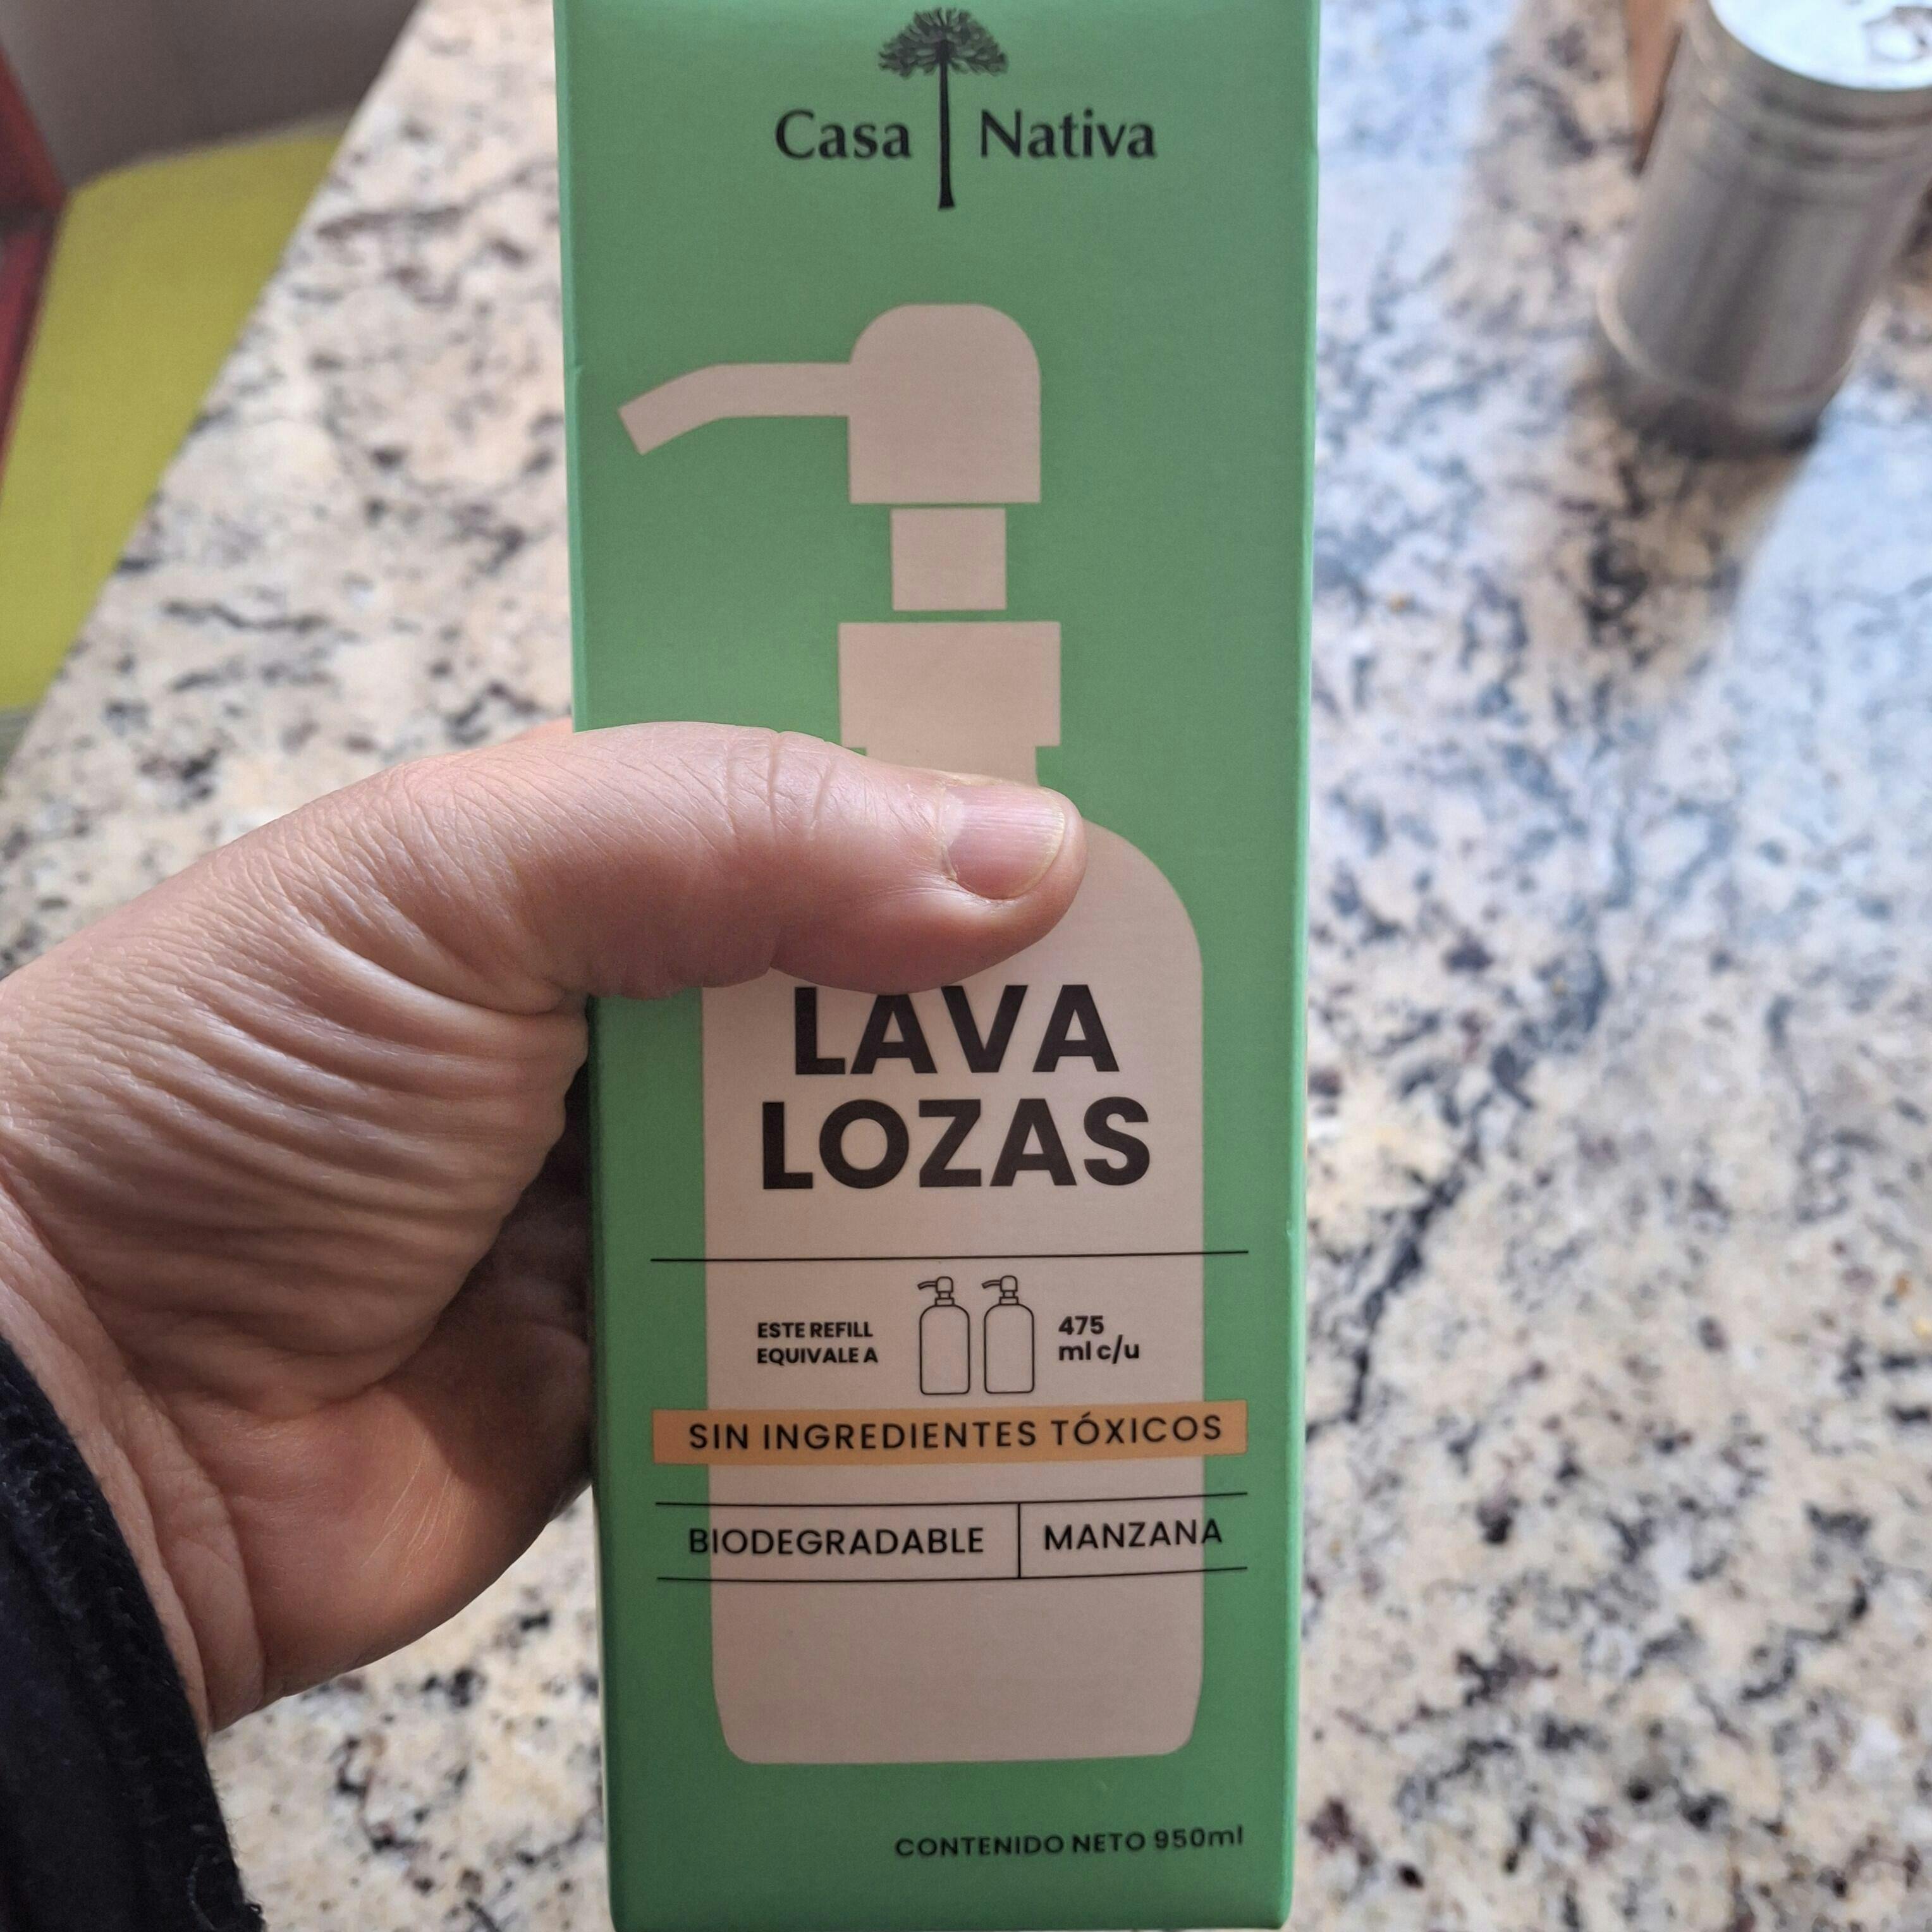 Casa Nativa
LAVA
LOZAS
ESTE REFILL
EQUIVALE A
475
ml c/u
SIN INGREDIENTES TÓXICOS
BIODEGRADABLE
MANZANA
CONTENIDO NETO 950ml